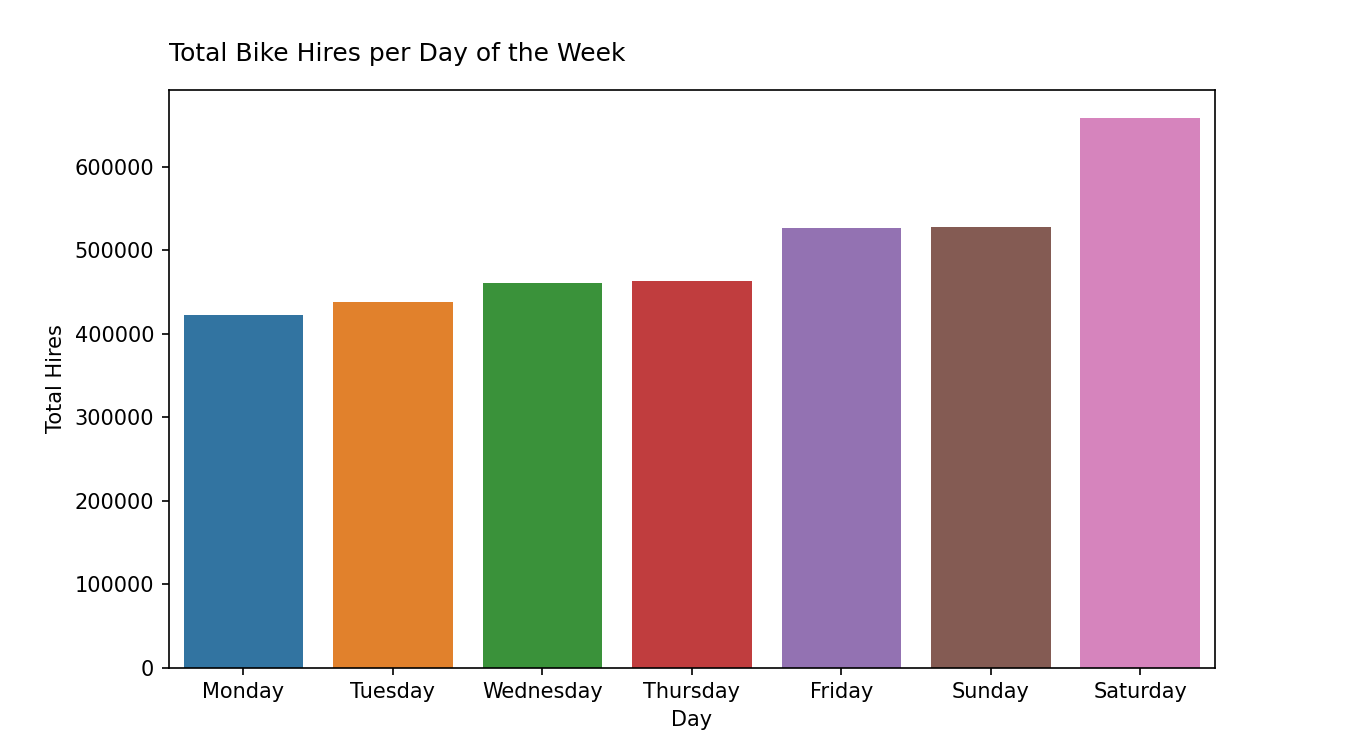 Total Bike Hires per Day of the Week
Total Hires
600000
500000
400000
300000
200000
100000
0
Monday Tuesday Wednesday Thursday Friday Sunday Saturday
Day